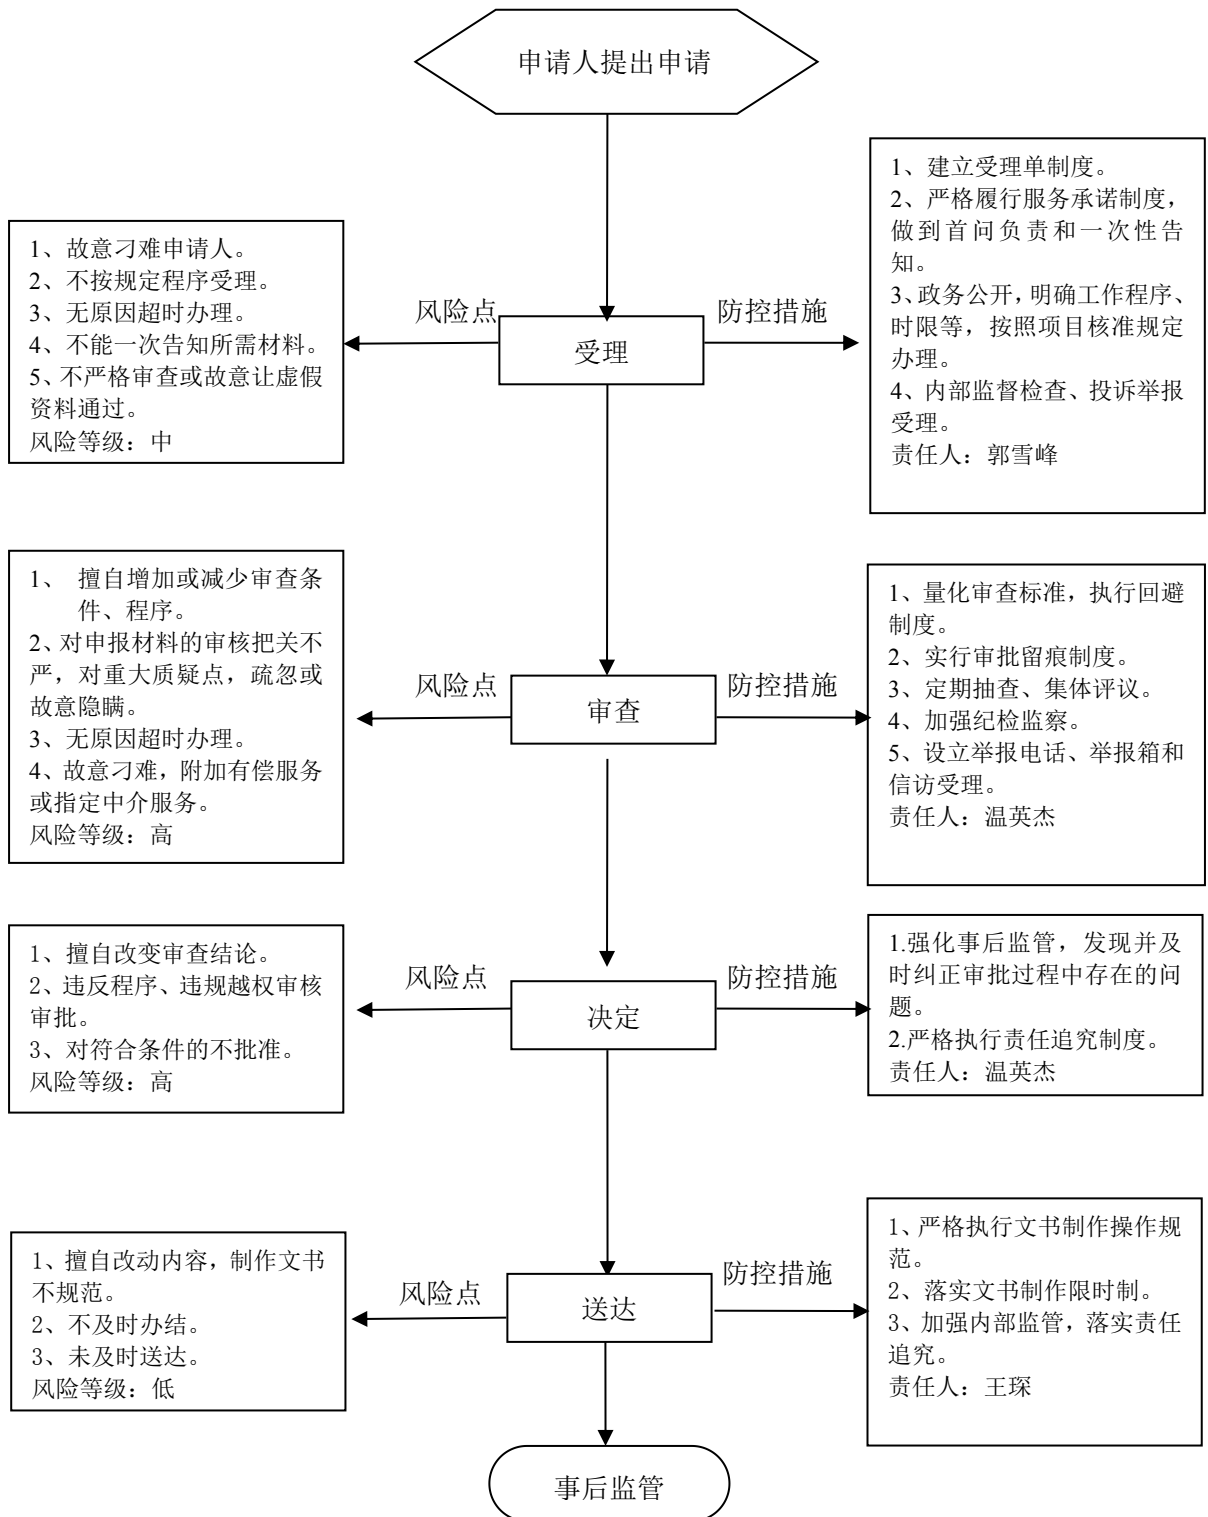 申请人提出申请
1、故意刁难申请人。
2、不按规定程序受理。
3、无原因超时办理。
4、不能一次告知所需材料。
5、不严格审查或故意让虚假
资料通过。
风险等级：中
风险点
受理
防控措施
1、建立受理单制度。
2、严格履行服务承诺制度，
做到首问负责和一次性告
知。
3、政务公开，明确工作程序、
时限等，按照项目核准规定
办理。
4、内部监督检查、投诉举报
受理。
责任人：郭雪峰
1、 擅自增加或减少审查条
件、程序。
2、对申报材料的审核把关不
严，对重大质疑点，疏忽或
故意隐瞒。
3、无原因超时办理。
4、故意刁难，附加有偿服务
或指定中介服务。
风险等级：高
风险点
审查
防控措施
1、量化审查标准，执行回避
制度。
2、实行审批留痕制度。
3、定期抽查、集体评议。
4、加强纪检监察。
5、设立举报电话、举报箱和
信访受理。
责任人：温英杰
1、擅自改变审查结论。
2、违反程序、违规越权审核
审批。
3、对符合条件的不批准。
风险等级：高
风险点
决定
防控措施
1.强化事后监管，发现并及
时纠正审批过程中存在的问
题。
2.严格执行责任追究制度。
责任人：温英杰
1、擅自改动内容，制作文书
不规范。
2、不及时办结。
3、未及时送达。
风险等级：低
风险点
送达
防控措施
1、严格执行文书制作操作规
范。
2、落实文书制作限时制。
3、加强内部监管，落实责任
追究。
责任人：王琛
事后监管